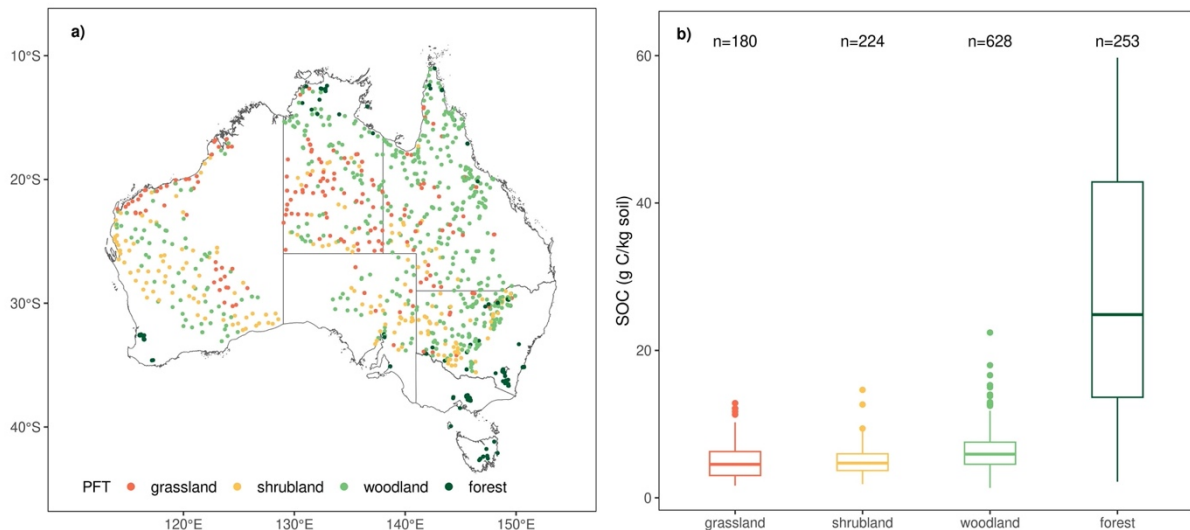 a)
10°S
20°S
30°S
40°S
PFT grassland shrubland woodland forest
120°E 130°E 140°E 150°E
b)
n=180 n=224 n=628 n=253
60
40
20
0
SOC (g C/kg soil)
grassland shrubland woodland forest